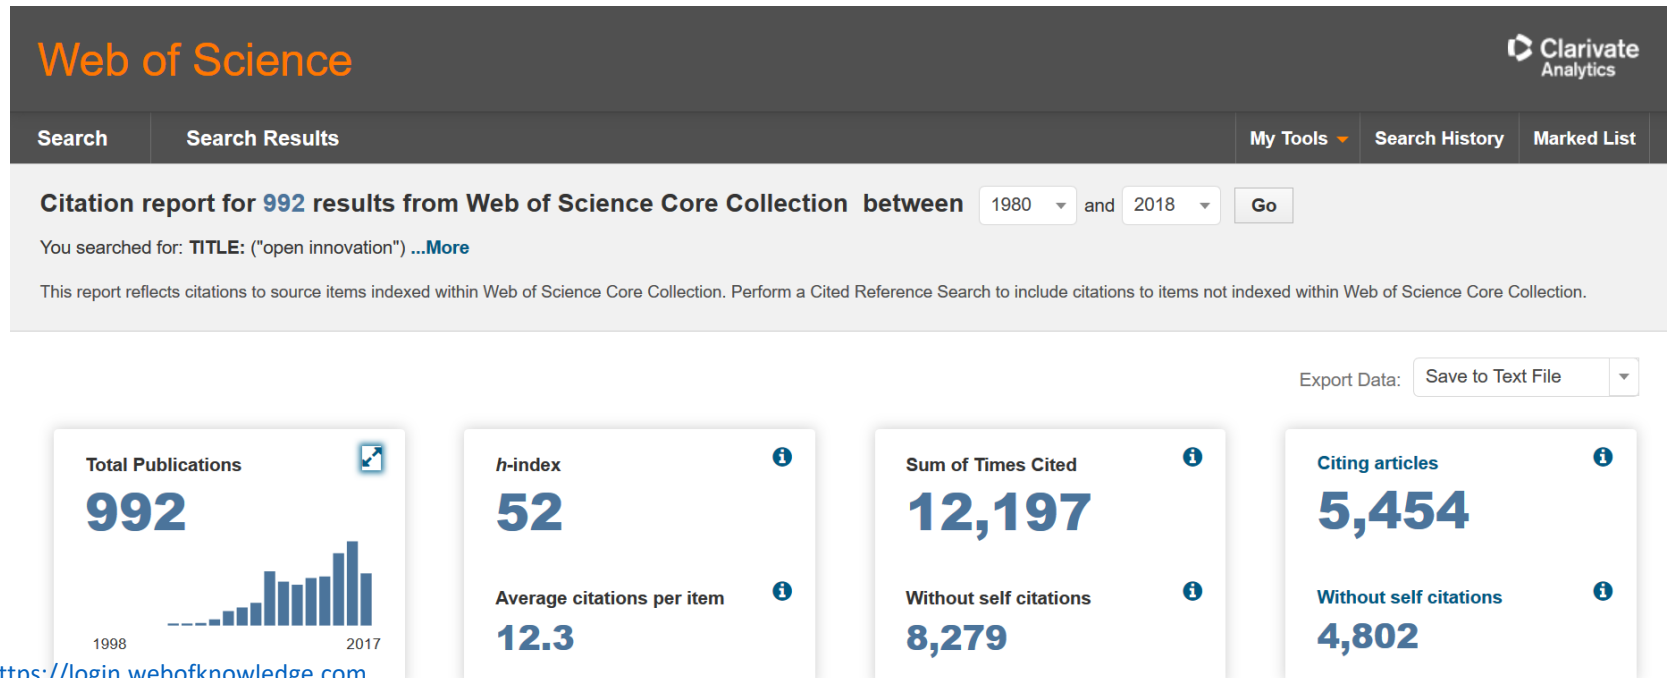 Web of Science
Clarivate
Analytics
Search Search Results My Tools Search History Marked List
Citation report for 992 results from Web of Science Core Collection between 1980 and 2018 Go
You searched for: TITLE: ("open innovation") ...More
This report reflects citations to source items indexed within Web of Science Core Collection. Perform a Cited Reference Search to include citations to items not indexed within Web of Science Core Collection.
Export Data: Save to Text File
Total Publications
992
1998 2017
h-index
52
Average citations per item
12.3
Sum of Times Cited
12,197
Without self citations
8,279
Citing articles
5,454
Without self citations
4,802
ttps://login.webofknowledge.com